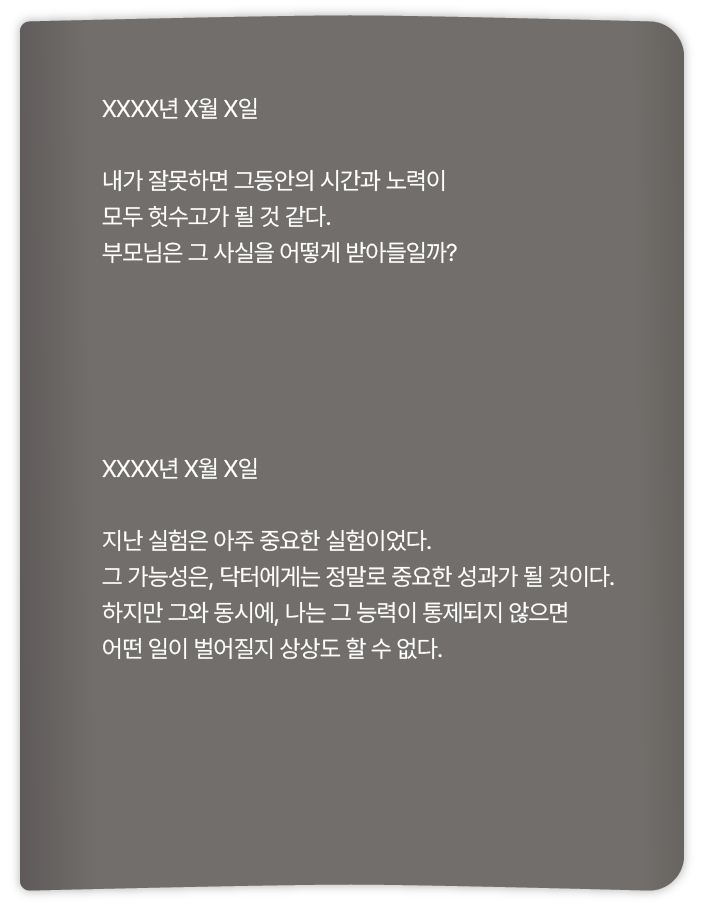 XXXX년 X월 X일
내가 잘못하면 그동안의 시간과 노력이
모두 헛수고가 될 것 같다.
부모님은 그 사실을 어떻게 받아들일까?
XXXX년 X월 X일
지난 실험은 아주 중요한 실험이었다.
그 가능성은, 닥터에게는 정말로 중요한 성과가 될 것이다.
하지만 그와 동시에, 나는 그 능력이 통제되지 않으면
어떤 일이 벌어질지 상상도 할 수 없다.